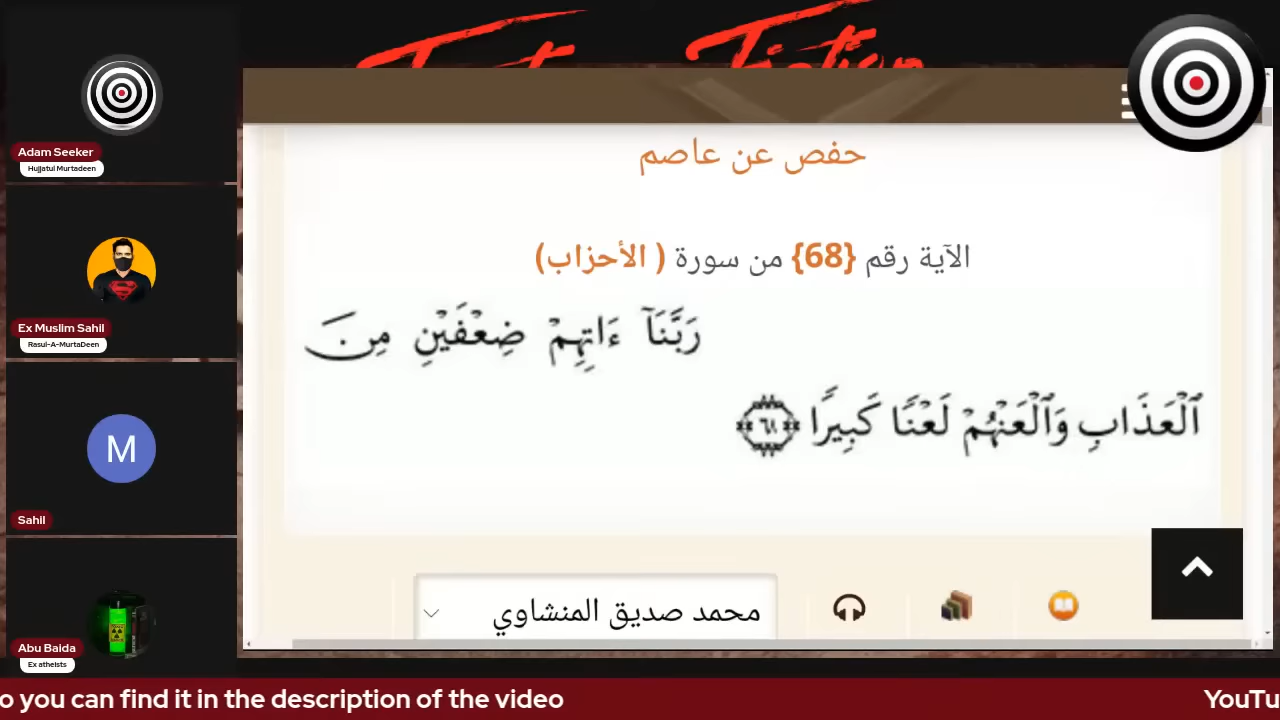 Adam Seeker
Hujjatul Murtadeen
Ex Muslim Sahil
Rasul-A-MurtaDeen
M
Sahil
Abu Baida
Ex atheists
حفص عن عاصم
الآية رقم {68} من سورة ( الأحزاب)
رَبَّنَآ ءَاتِهِمْ ضِعْفَيْنِ مِنَ
ٱلْعَذَابِ وَٱلْعَنْهُمْ لَعْنًا كَبِيرًا ٦٨
محمد صديق المنشاوي
o you can find it in the description of the video
YouTu